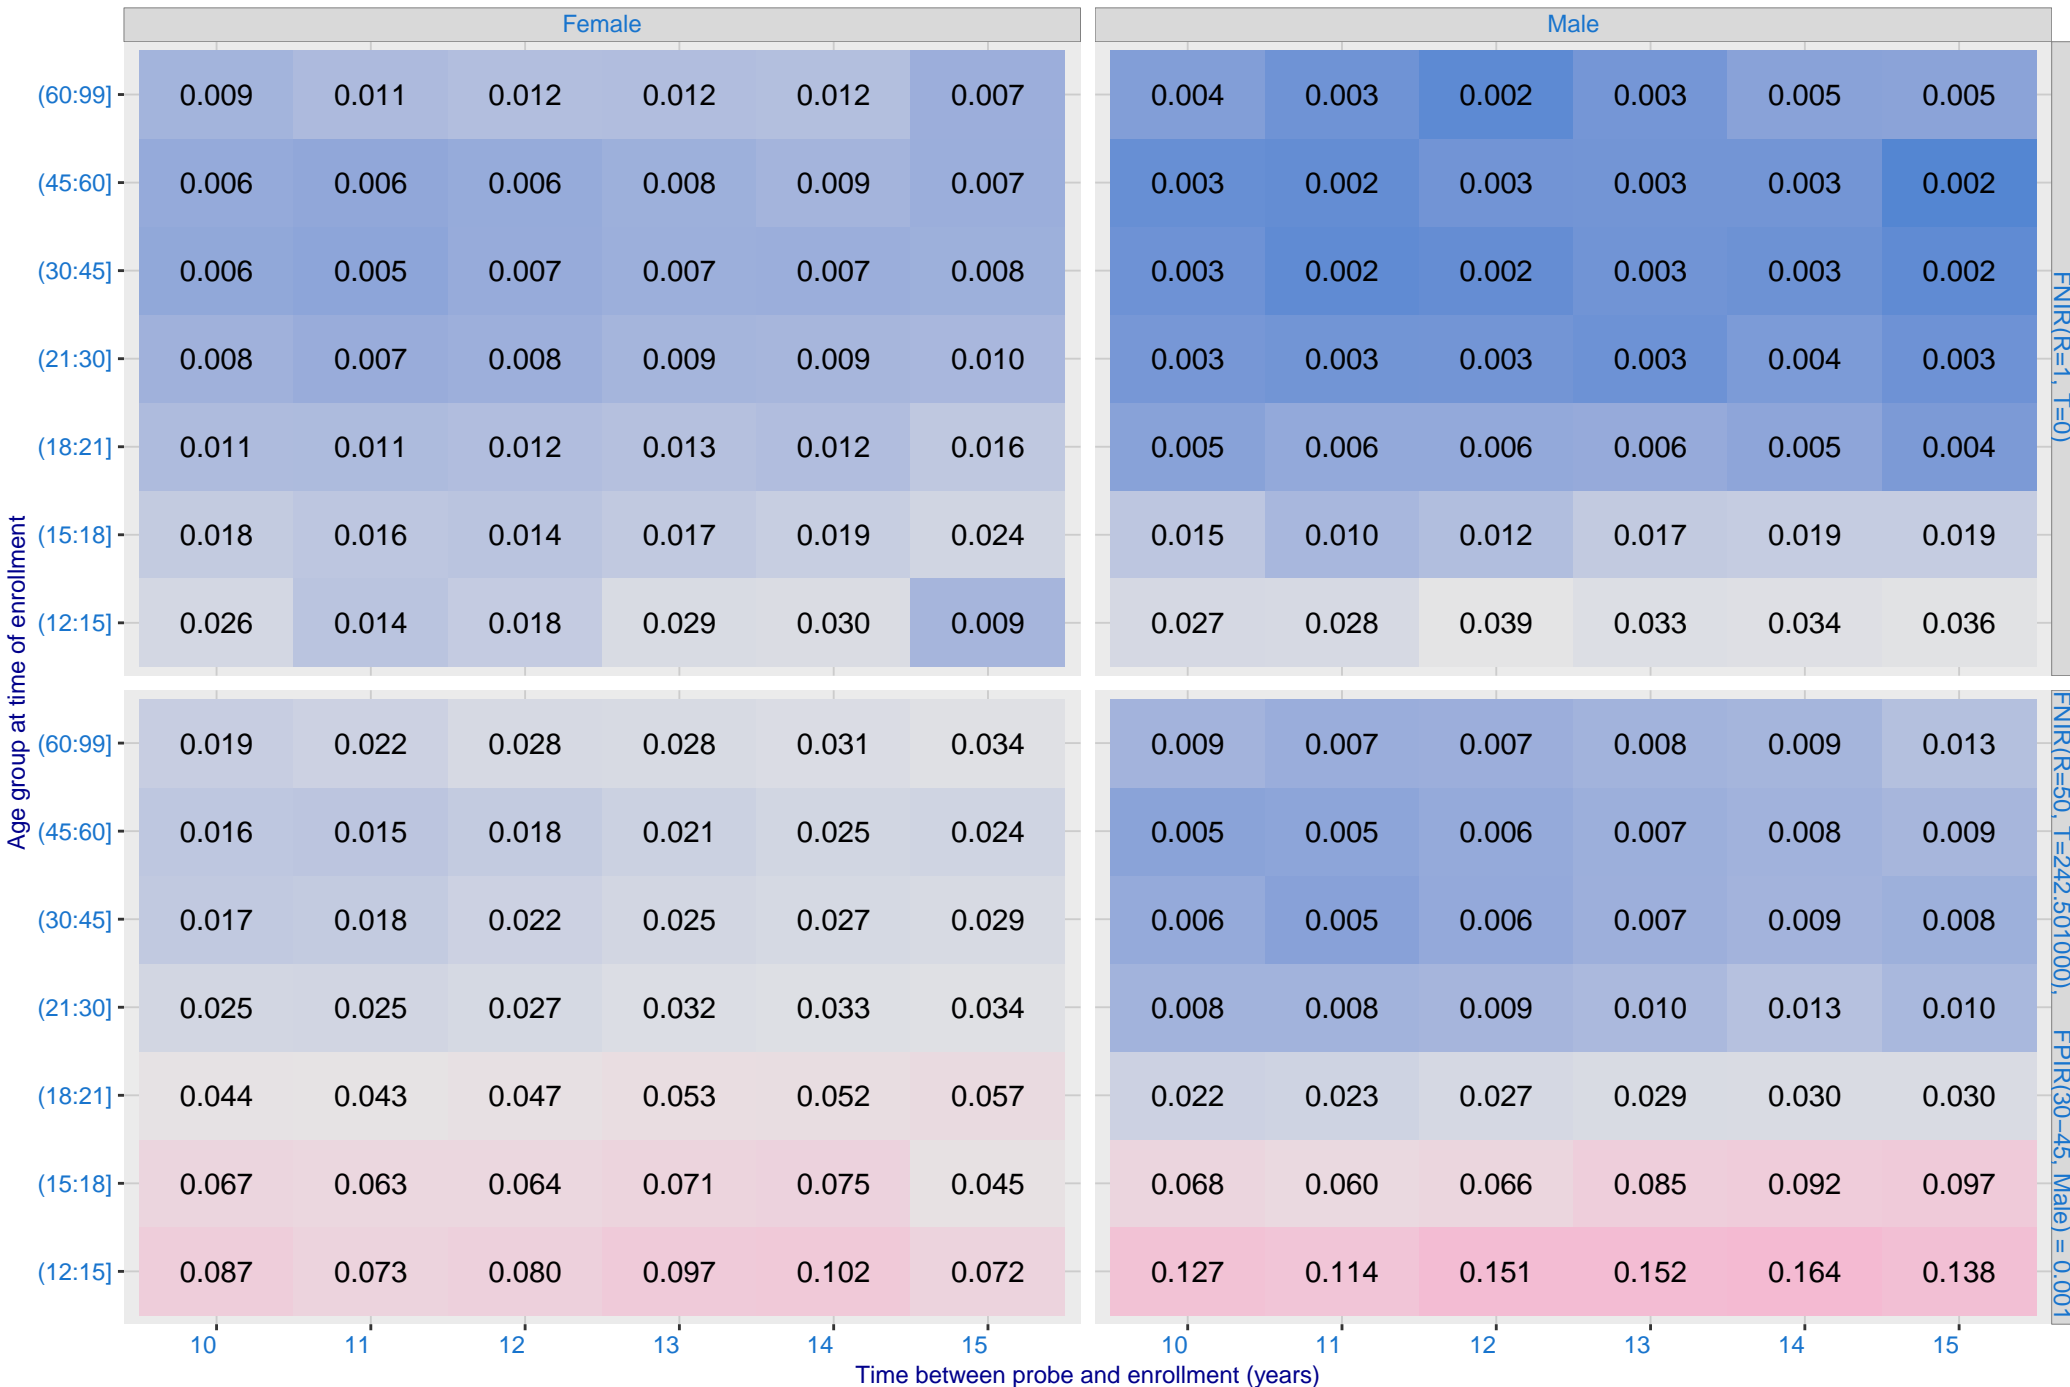 Female Male
(60:99] 0.009 0.011 0.012 0.012 0.012 0.007 0.004 0.003 0.002 0.003 0.005 0.005
(45:60] 0.006 0.006 0.006 0.008 0.009 0.007 0.003 0.002 0.003 0.003 0.003 0.002
(30:45] 0.006 0.005 0.007 0.007 0.007 0.008 0.003 0.002 0.002 0.003 0.003 0.002
(21:30] 0.008 0.007 0.008 0.009 0.009 0.010 0.003 0.003 0.003 0.003 0.004 0.003
(18:21] 0.011 0.011 0.012 0.013 0.012 0.016 0.005 0.006 0.006 0.006 0.005 0.004
(15:18] 0.018 0.016 0.014 0.017 0.019 0.024 0.015 0.010 0.012 0.017 0.019 0.019
(12:15] 0.026 0.014 0.018 0.029 0.030 0.009 0.027 0.028 0.039 0.033 0.034 0.036
FNIR(R=1, T=0)
Age group at time of enrollment
(60:99] 0.019 0.022 0.028 0.028 0.031 0.034 0.009 0.007 0.007 0.008 0.009 0.013
(45:60] 0.016 0.015 0.018 0.021 0.025 0.024 0.005 0.005 0.006 0.007 0.008 0.009
(30:45] 0.017 0.018 0.022 0.025 0.027 0.029 0.006 0.005 0.006 0.007 0.009 0.008
(21:30] 0.025 0.025 0.027 0.032 0.033 0.034 0.008 0.008 0.009 0.010 0.013 0.010
(18:21] 0.044 0.043 0.047 0.053 0.052 0.057 0.022 0.023 0.027 0.029 0.030 0.030
(15:18] 0.067 0.063 0.064 0.071 0.075 0.045 0.068 0.060 0.066 0.085 0.092 0.097
(12:15] 0.087 0.073 0.080 0.097 0.102 0.072 0.127 0.114 0.151 0.152 0.164 0.138
FNIR(R=50, T=242.501000), FPIR(30−45, Male) = 0.001
10 11 12 13 14 15 10 11 12 13 14 15
Time between probe and enrollment (years)